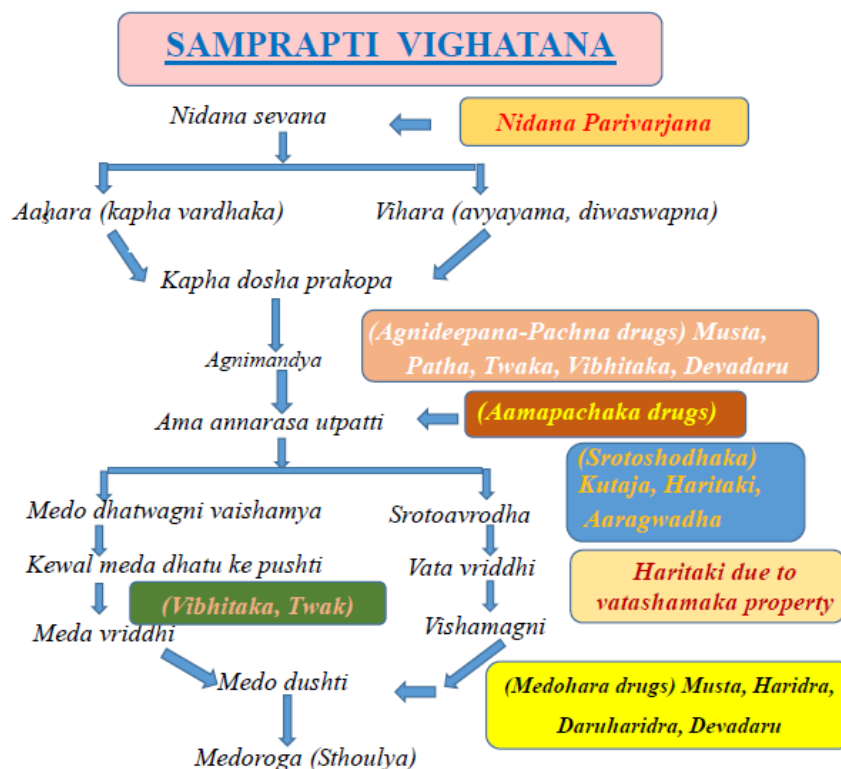 SAMPRAPTI VIGHATANA
Nidana sevana
Nidana Parivarjana
Aahara (kapha vardhaka)
Vihara (avyayama, diwaswapna)
Kapha dosha prakopa
(Agnideepana-Pachna drugs) Musta,
Patha, Twaka, Vibhitaka, Devadaru
Agnimandya
Ama annarasa utpatti
(Aamapachaka drugs)
(Srotoshodhaka)
Kutaja, Haritaki,
Aaragwadha
Medo dhatwagni vaishamya
Srotoavrodha
Kewal meda dhatu ke pushti
Vata vriddhi
Haritaki due to
vatashamaka property
(Vibhitaka, Twak)
Meda vriddhi
Vishamagni
Medo dushti
(Medohara drugs) Musta, Haridra,
Daruharidra, Devadaru
Medoroga (Sthoulya)